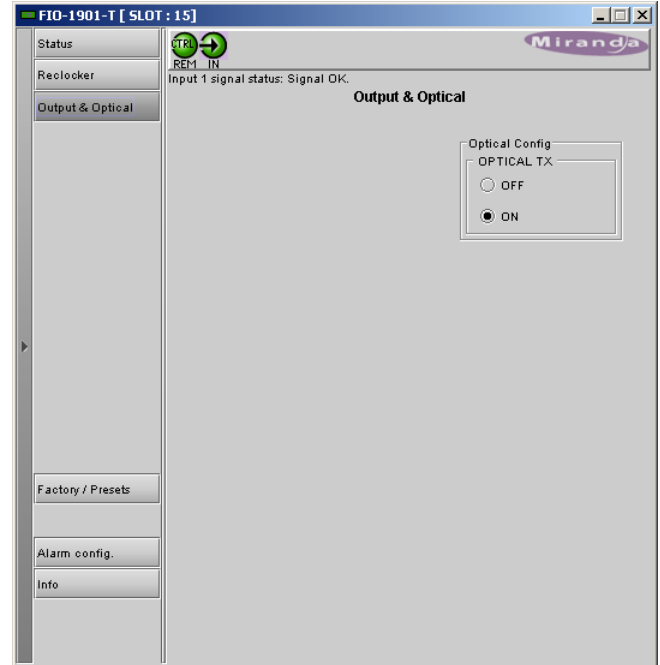 FIO-1901-T [ SLOT : 15]
Status
Reclocker
Output & Optical
Factory / Presets
Alarm config.
Info
CTRL
REM IN
Miranda
Input 1 signal status: Signal OK.
Output & Optical
Optical Config
OPTICAL TX
OFF
ON